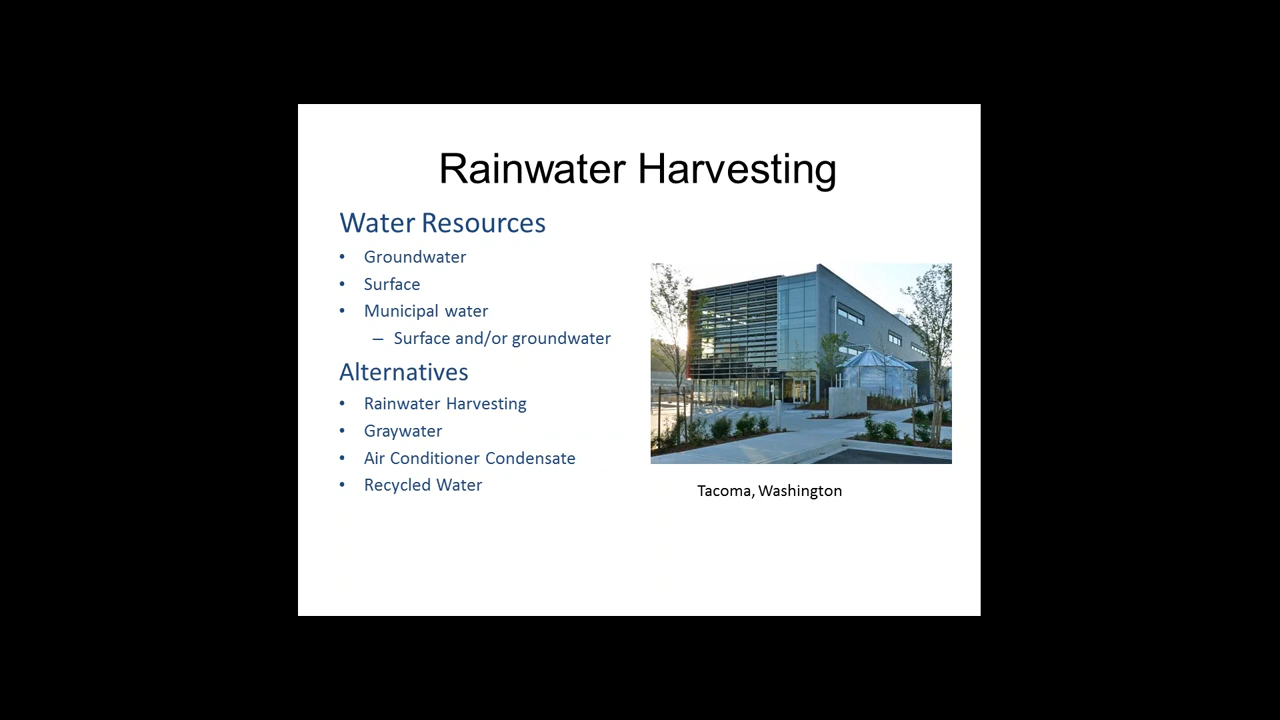 Rainwater Harvesting
Water Resources
• Groundwater
• Surface
• Municipal water
– Surface and/or groundwater
Alternatives
• Rainwater Harvesting
• Graywater
• Air Conditioner Condensate
• Recycled Water
Tacoma, Washington